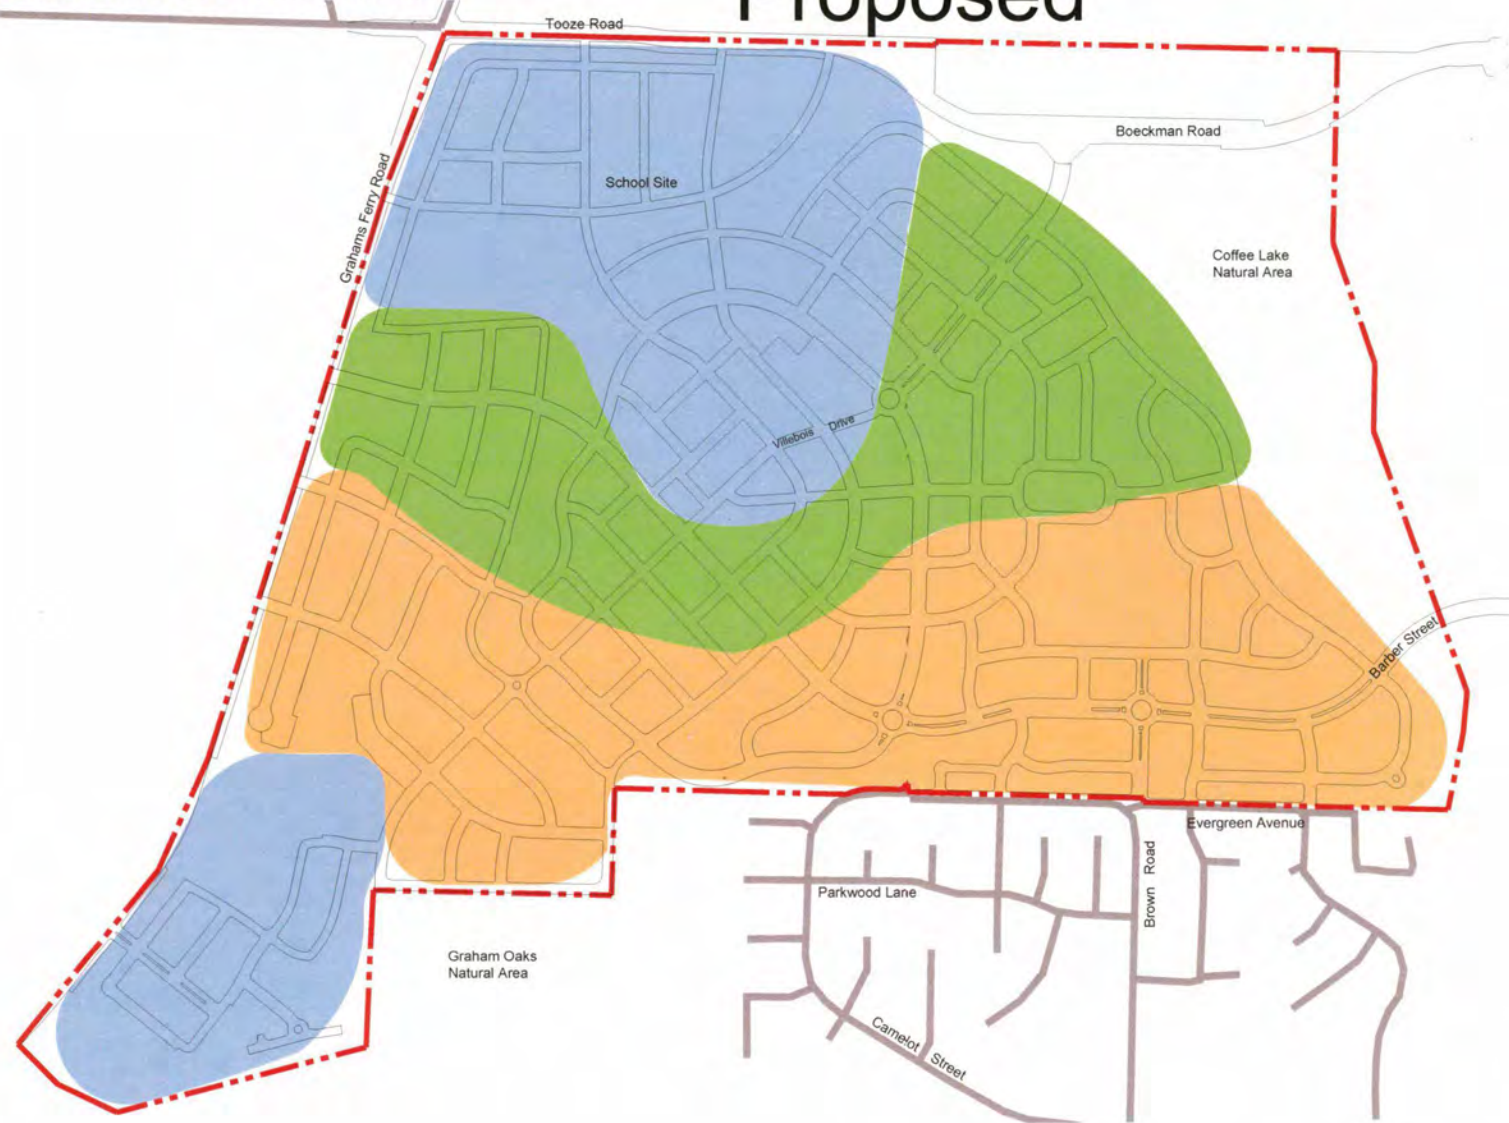 Proposed
Tooze Road
Boeckman Road
Grahams Ferry Road
School Site
Coffee Lake
Natural Area
Villebois Drive
Barber Street
Evergreen Avenue
Parkwood Lane
Brown Road
Graham Oaks
Natural Area
Camelot Street